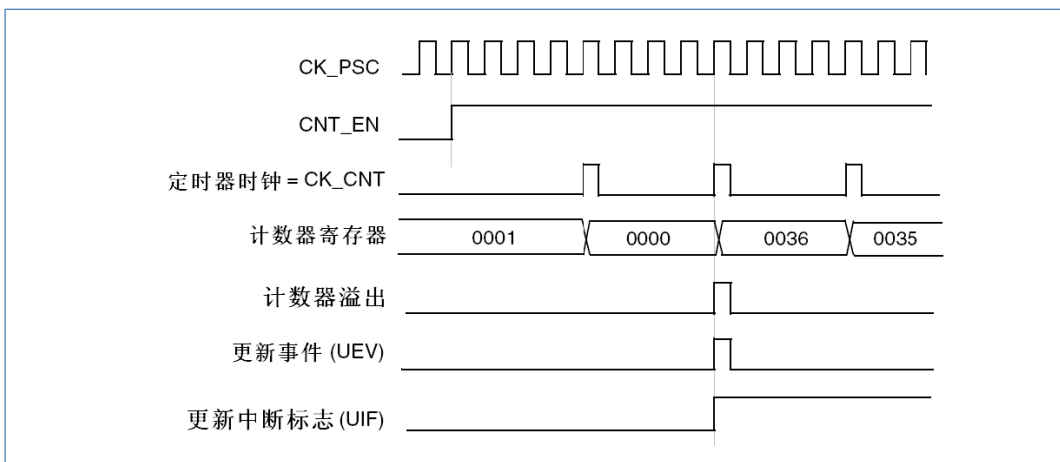 CK_PSC
CNT_EN
定时器时钟 = CK_CNT
计数器寄存器 0001 0000 0036 0035
计数器溢出
更新事件 (UEV)
更新中断标志 (UIF)